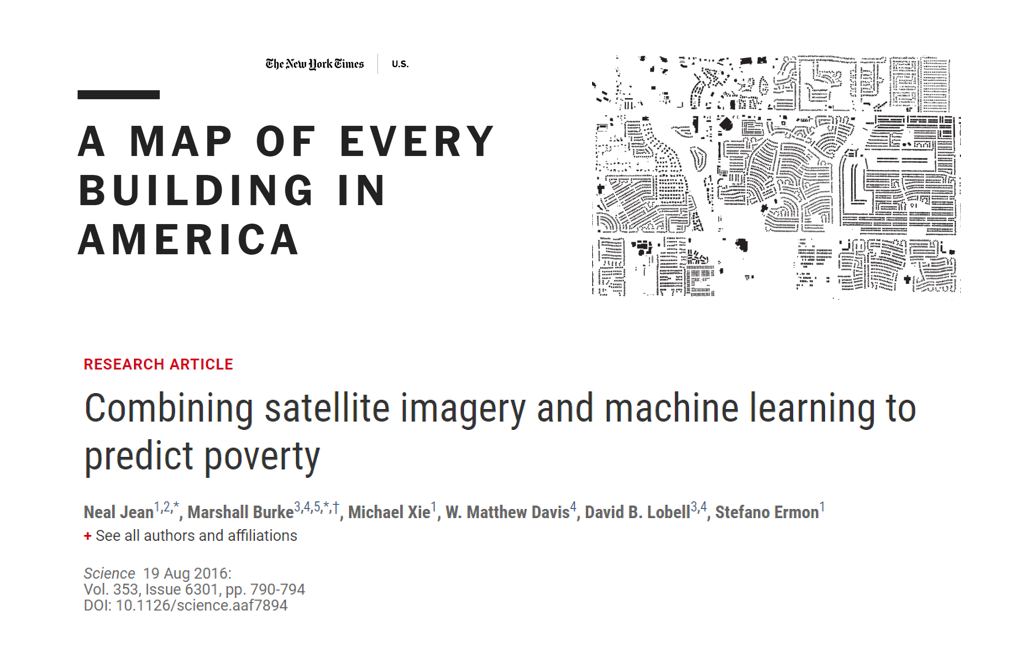 The New York Times | U.S.
A MAP OF EVERY
BUILDING IN
AMERICA
RESEARCH ARTICLE
Combining satellite imagery and machine learning to
predict poverty
Neal Jean1,2,*, Marshall Burke3,4,5,*,†, Michael Xie1, W. Matthew Davis4, David B. Lobell3,4, Stefano Ermon1
+ See all authors and affiliations
Science 19 Aug 2016:
Vol. 353, Issue 6301, pp. 790-794
DOI: 10.1126/science.aaf7894